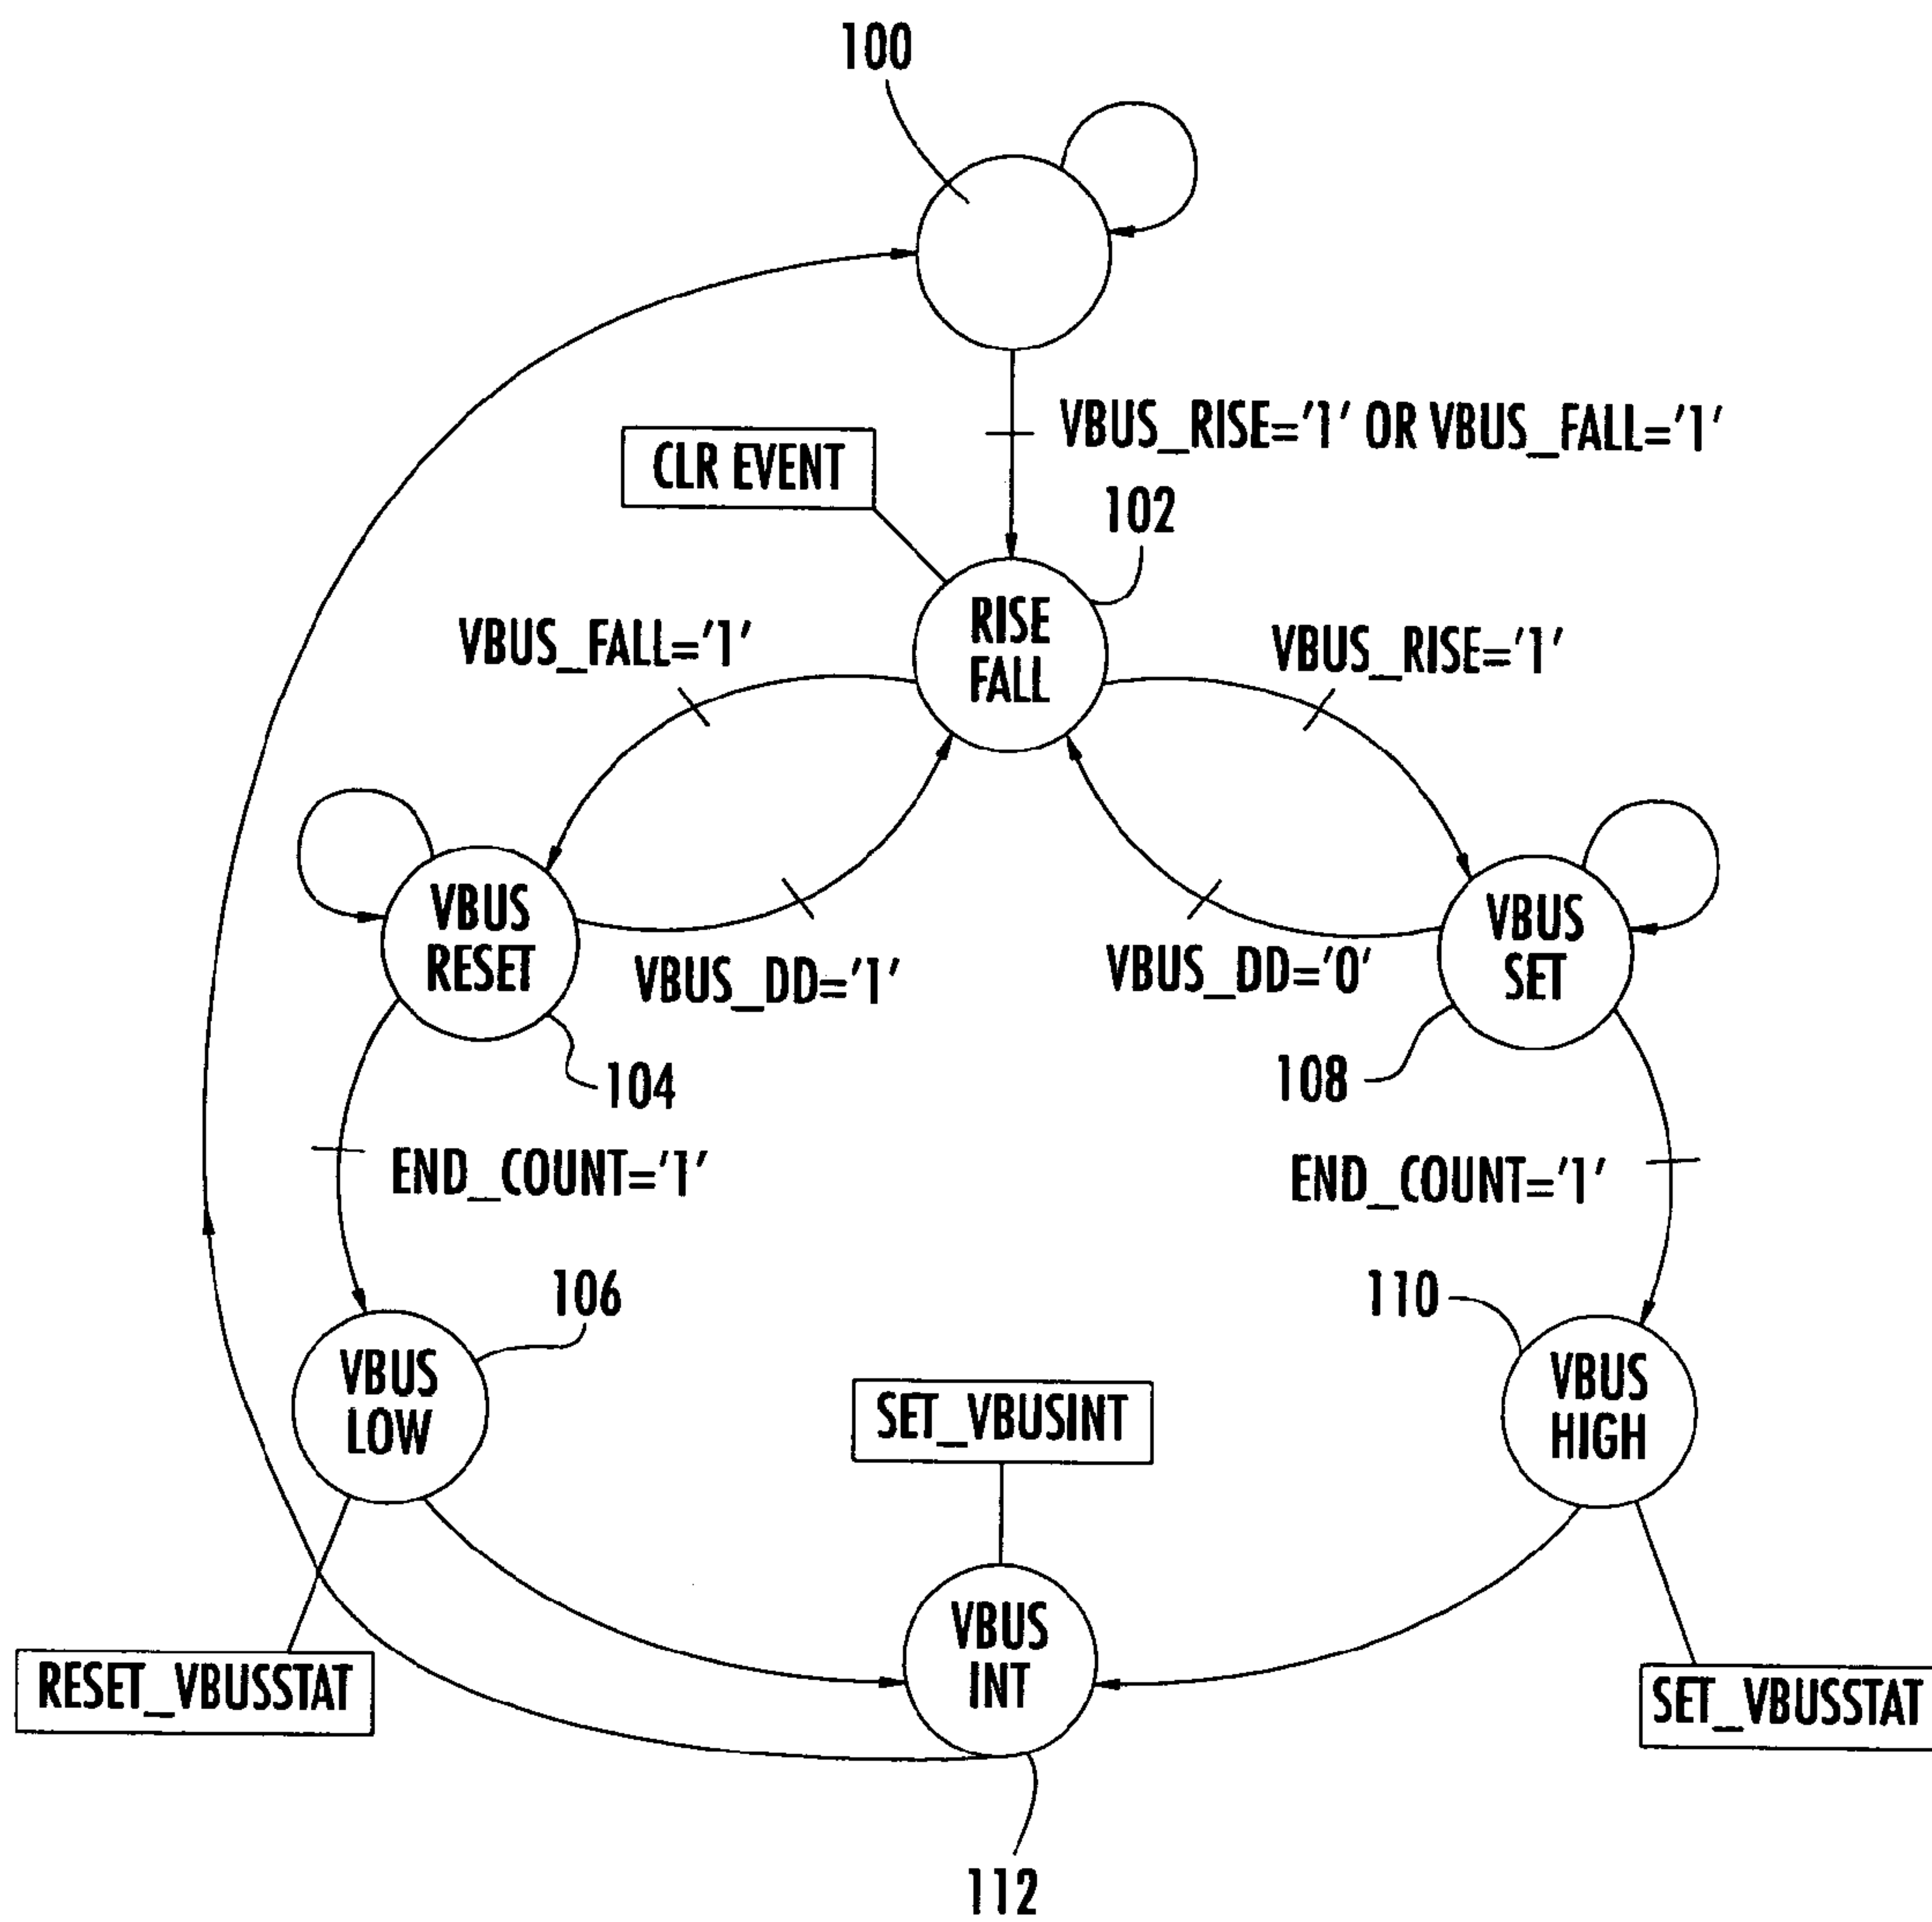 100
VBUS_RISE='1' OR VBUS_FALL='1'
CLR EVENT
102
RISE
FALL
VBUS_FALL='1'
VBUS_RISE='1'
VBUS
RESET
VBUS_DD='1'
VBUS_DD='0'
VBUS
SET
104
108
END_COUNT='1'
END_COUNT='1'
106
110
VBUS
LOW
SET_VBUSINT
VBUS
HIGH
VBUS
INT
RESET_VBUSSTAT
SET_VBUSSTAT
112